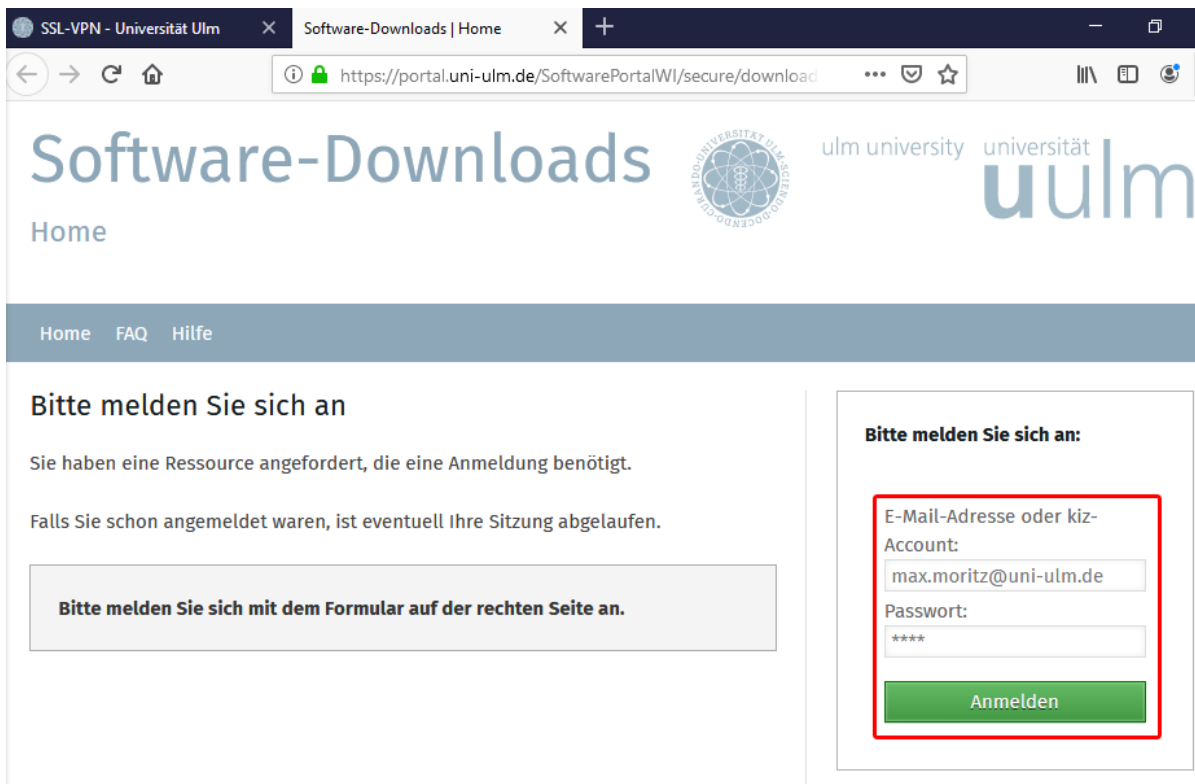 SSL-VPN - Universität Ulm
Software-Downloads | Home
https://portal.uni-ulm.de/SoftwarePortalWI/secure/download
Software-Downloads
ulm university universität
uulm
Home
Home FAQ Hilfe
Bitte melden Sie sich an
Sie haben eine Ressource angefordert, die eine Anmeldung benötigt.
Falls Sie schon angemeldet waren, ist eventuell Ihre Sitzung abgelaufen.
Bitte melden Sie sich mit dem Formular auf der rechten Seite an.
Bitte melden Sie sich an:
E-Mail-Adresse oder kiz-
Account:
max.moritz@uni-ulm.de
Passwort:
****
Anmelden